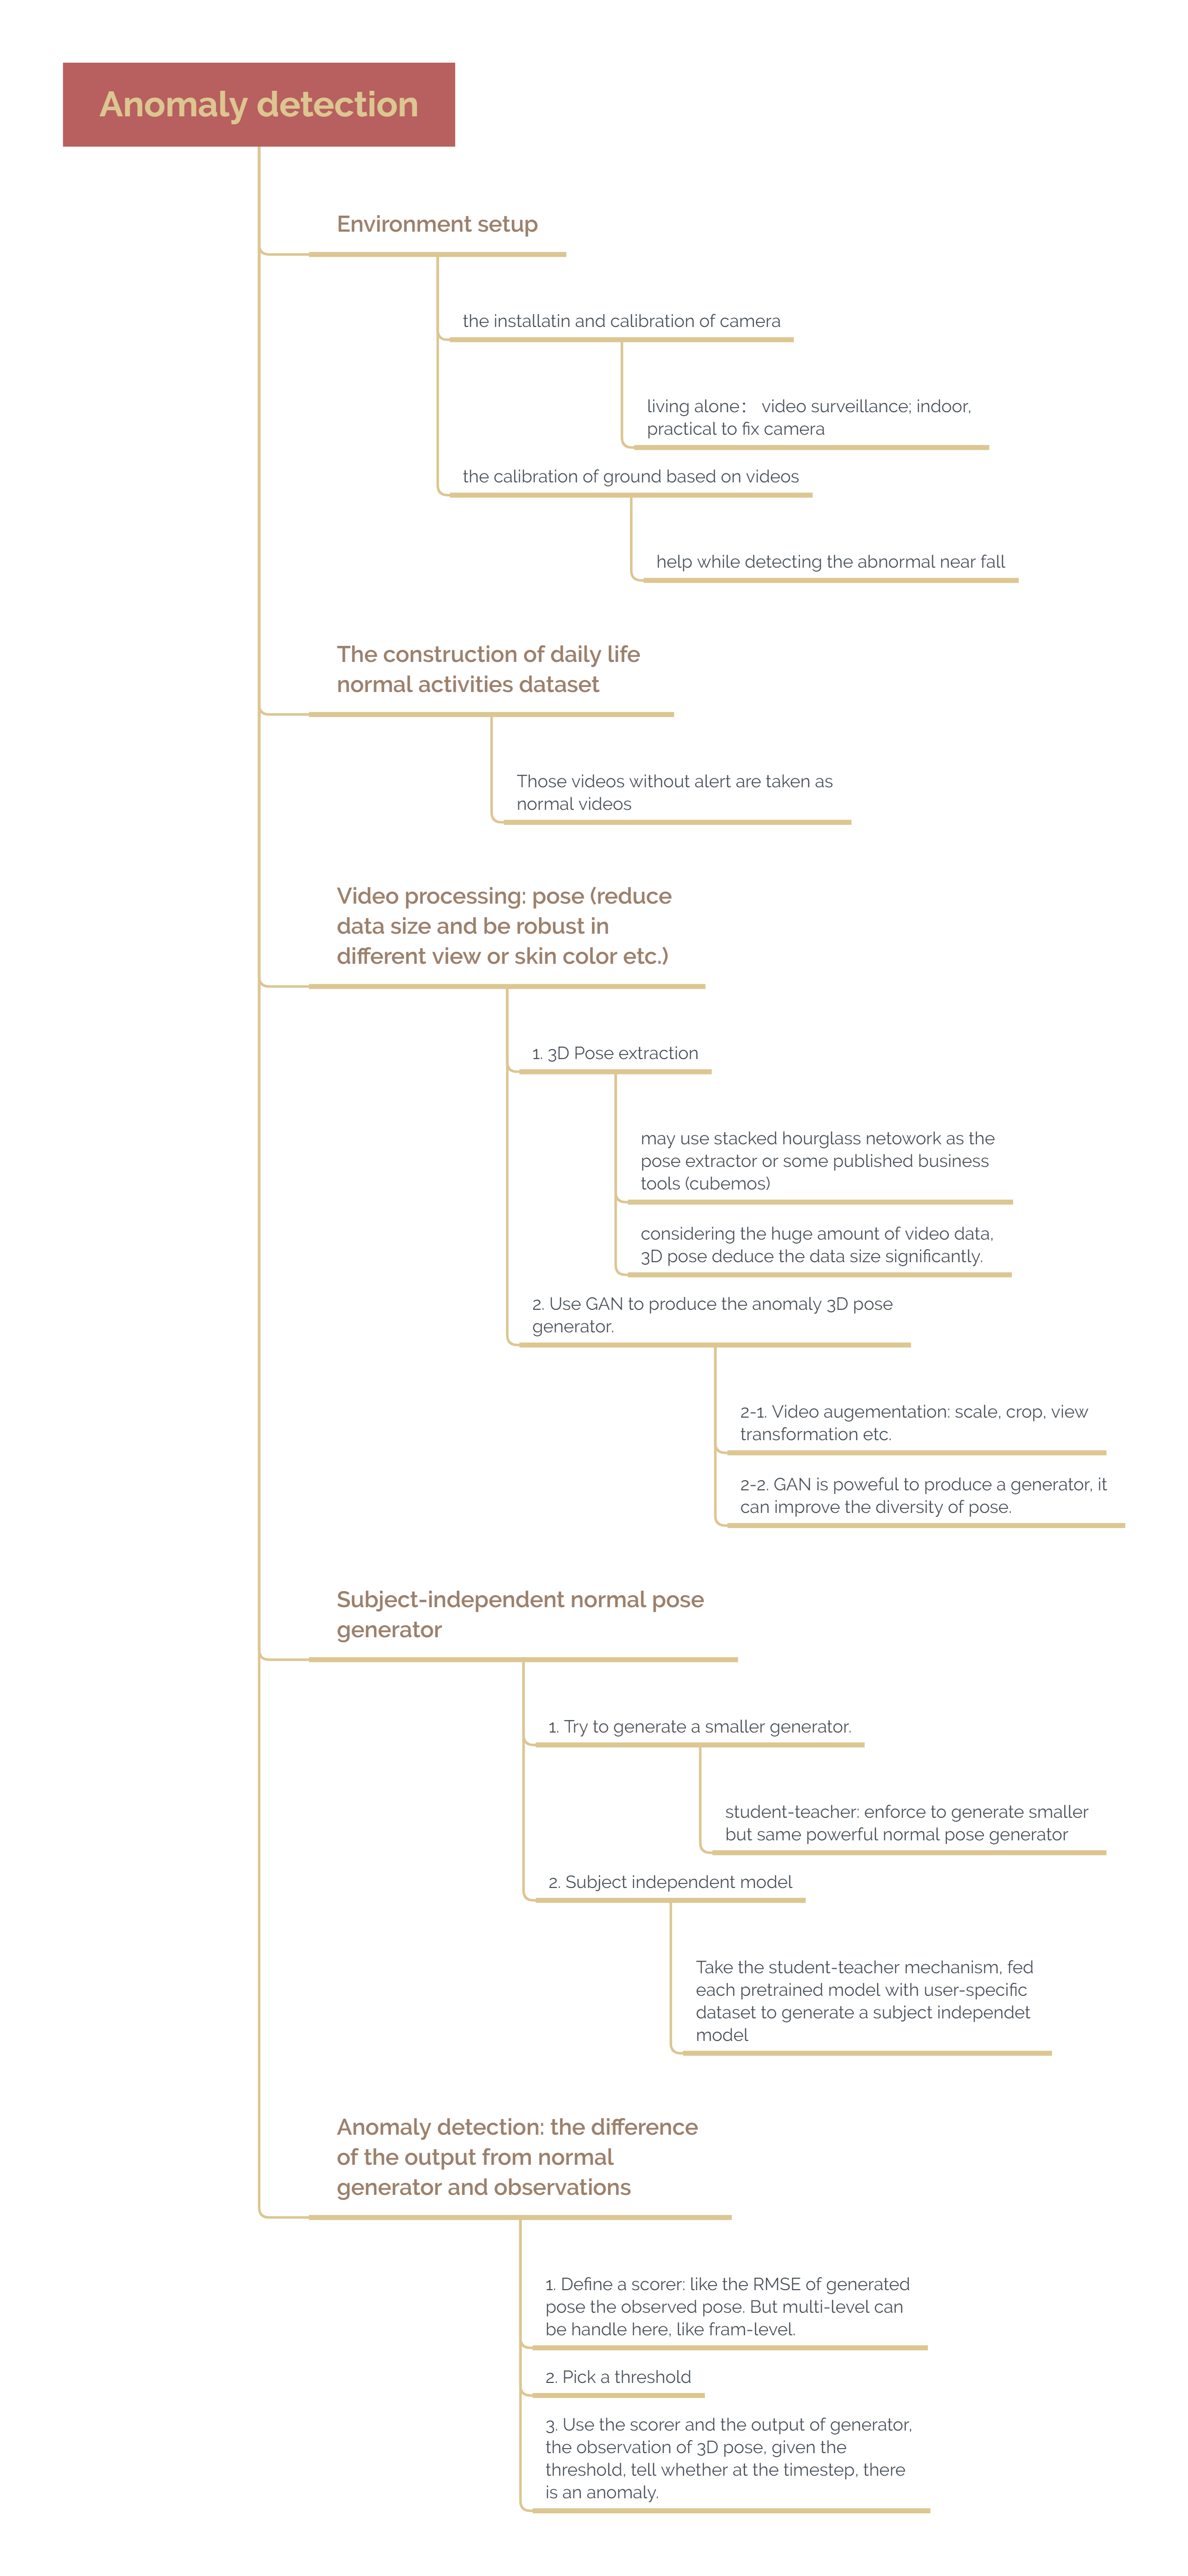 Anomaly detection
Environment setup
the installatin and calibration of camera
living alone： video surveillance; indoor,
practical to fix camera
the calibration of ground based on videos
help while detecting the abnormal near fall
The construction of daily life
normal activities dataset
Those videos without alert are taken as
normal videos
Video processing: pose (reduce
data size and be robust in
different view or skin color etc.)
1. 3D Pose extraction
may use stacked hourglass netowork as the
pose extractor or some published business
tools (cubemos)
considering the huge amount of video data,
3D pose deduce the data size significantly.
2. Use GAN to produce the anomaly 3D pose
generator.
2-1. Video augementation: scale, crop, view
transformation etc.
2-2. GAN is poweful to produce a generator, it
can improve the diversity of pose.
Subject-independent normal pose
generator
1. Try to generate a smaller generator.
student-teacher: enforce to generate smaller
but same powerful normal pose generator
2. Subject independent model
Take the student-teacher mechanism, fed
each pretrained model with user-specific
dataset to generate a subject independet
model
Anomaly detection: the difference
of the output from normal
generator and observations
1. Define a scorer: like the RMSE of generated
pose the observed pose. But multi-level can
be handle here, like fram-level.
2. Pick a threshold
3. Use the scorer and the output of generator,
the observation of 3D pose, given the
threshold, tell whether at the timestep, there
is an anomaly.